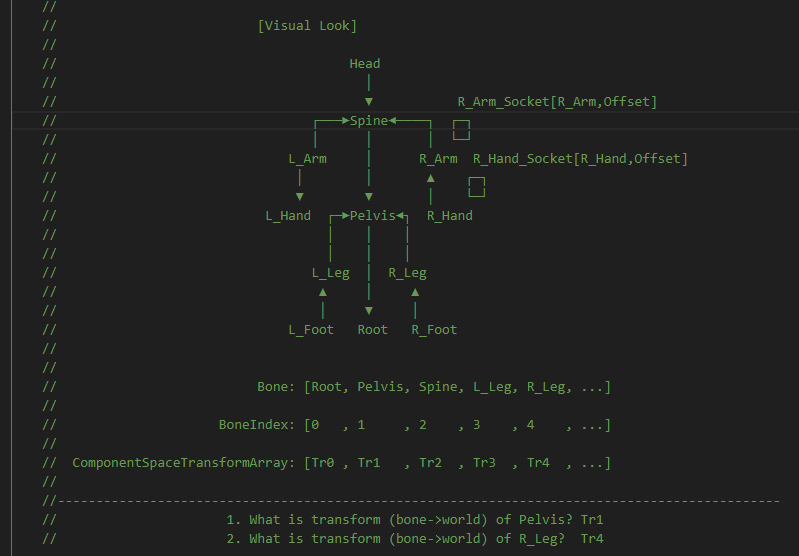 //
// [Visual Look]
//
// Head
// │
// ▼ R_Arm_Socket[R_Arm,Offset]
// ┌───►Spine◄────┐ ┌─┐
// │ │ │ └─┘
// L_Arm │ R_Arm R_Hand_Socket[R_Hand,Offset]
// │ │ ▲ ┌─┐
// ▼ ▼ │ └─┘
// L_Hand ┌─►Pelvis◄┐ R_Hand
// │ │ │
// │ │ │
// L_Leg │ R_Leg
// ▲ │ ▲
// │ ▼ │
// L_Foot Root R_Foot
//
//
// Bone: [Root, Pelvis, Spine, L_Leg, R_Leg, ...]
//
// BoneIndex: [0 , 1 , 2 , 3 , 4 , ...]
//
// ComponentSpaceTransformArray: [Tr0 , Tr1 , Tr2 , Tr3 , Tr4 , ...]
//
//----------------------------------------------------------------------------------------------
// 1. What is transform (bone->world) of Pelvis? Tr1
// 2. What is transform (bone->world) of R_Leg? Tr4